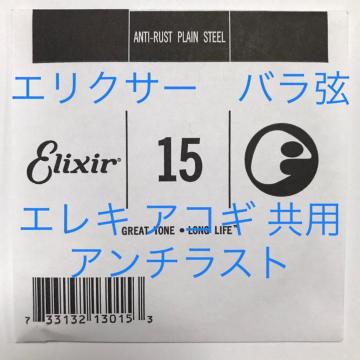 ANTI-RUST PLAIN STEEL
エリクサー バラ弦
Elixir® 15
エレキ アコギ 共用
GREAT TONE • LONG LIFE™
アンチラスト
7 33132 13015 3